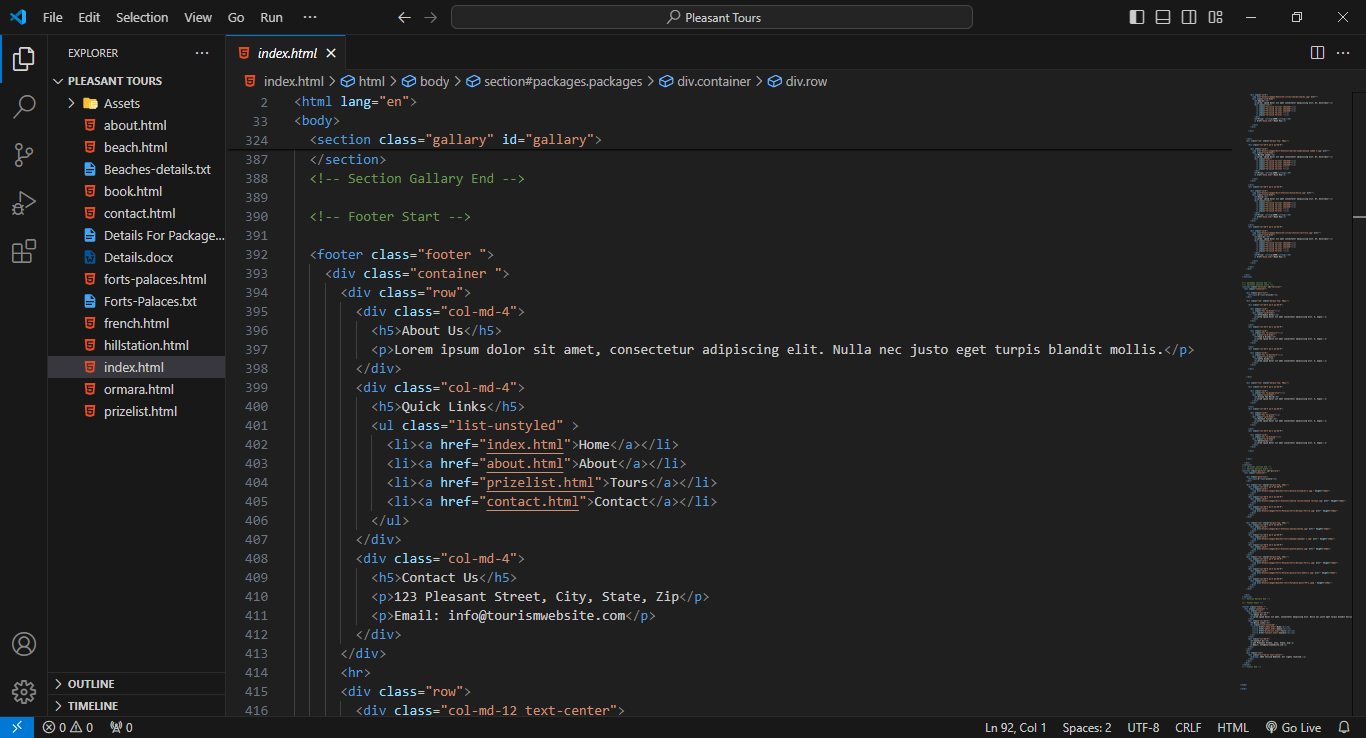 File Edit Selection View Go Run ··· Pleasant Tours
EXPLORER ···
PLEASANT TOURS
Assets
about.html
beach.html
Beaches-details.txt
book.html
contact.html
Details For Package...
Details.docx
forts-palaces.html
Forts-Palaces.txt
french.html
hillstation.html
index.html
ormara.html
prizelist.html
OUTLINE
TIMELINE
index.html
index.html > html > body > section#packages.packages > div.container > div.row
2 <html lang="en">
33 <body>
324 <section class="gallary" id="gallary">
387 </section>
388 <!-- Section Gallary End -->
389
390 <!-- Footer Start -->
391
392 <footer class="footer ">
393 <div class="container ">
394 <div class="row">
395 <div class="col-md-4">
396 <h5>About Us</h5>
397 <p>Lorem ipsum dolor sit amet, consectetur adipiscing elit. Nulla nec justo eget turpis blandit mollis.</p>
398 </div>
399 <div class="col-md-4">
400 <h5>Quick Links</h5>
401 <ul class="list-unstyled" >
402 <li><a href="index.html">Home</a></li>
403 <li><a href="about.html">About</a></li>
404 <li><a href="prizelist.html">Tours</a></li>
405 <li><a href="contact.html">Contact</a></li>
406 </ul>
407 </div>
408 <div class="col-md-4">
409 <h5>Contact Us</h5>
410 <p>123 Pleasant Street, City, State, Zip</p>
411 <p>Email: info@tourismwebsite.com</p>
412 </div>
413 </div>
414 <hr>
415 <div class="row">
416 <div class="col-md-12 text-center">
0 0 0 Ln 92, Col 1 Spaces: 2 UTF-8 CRLF HTML Go Live